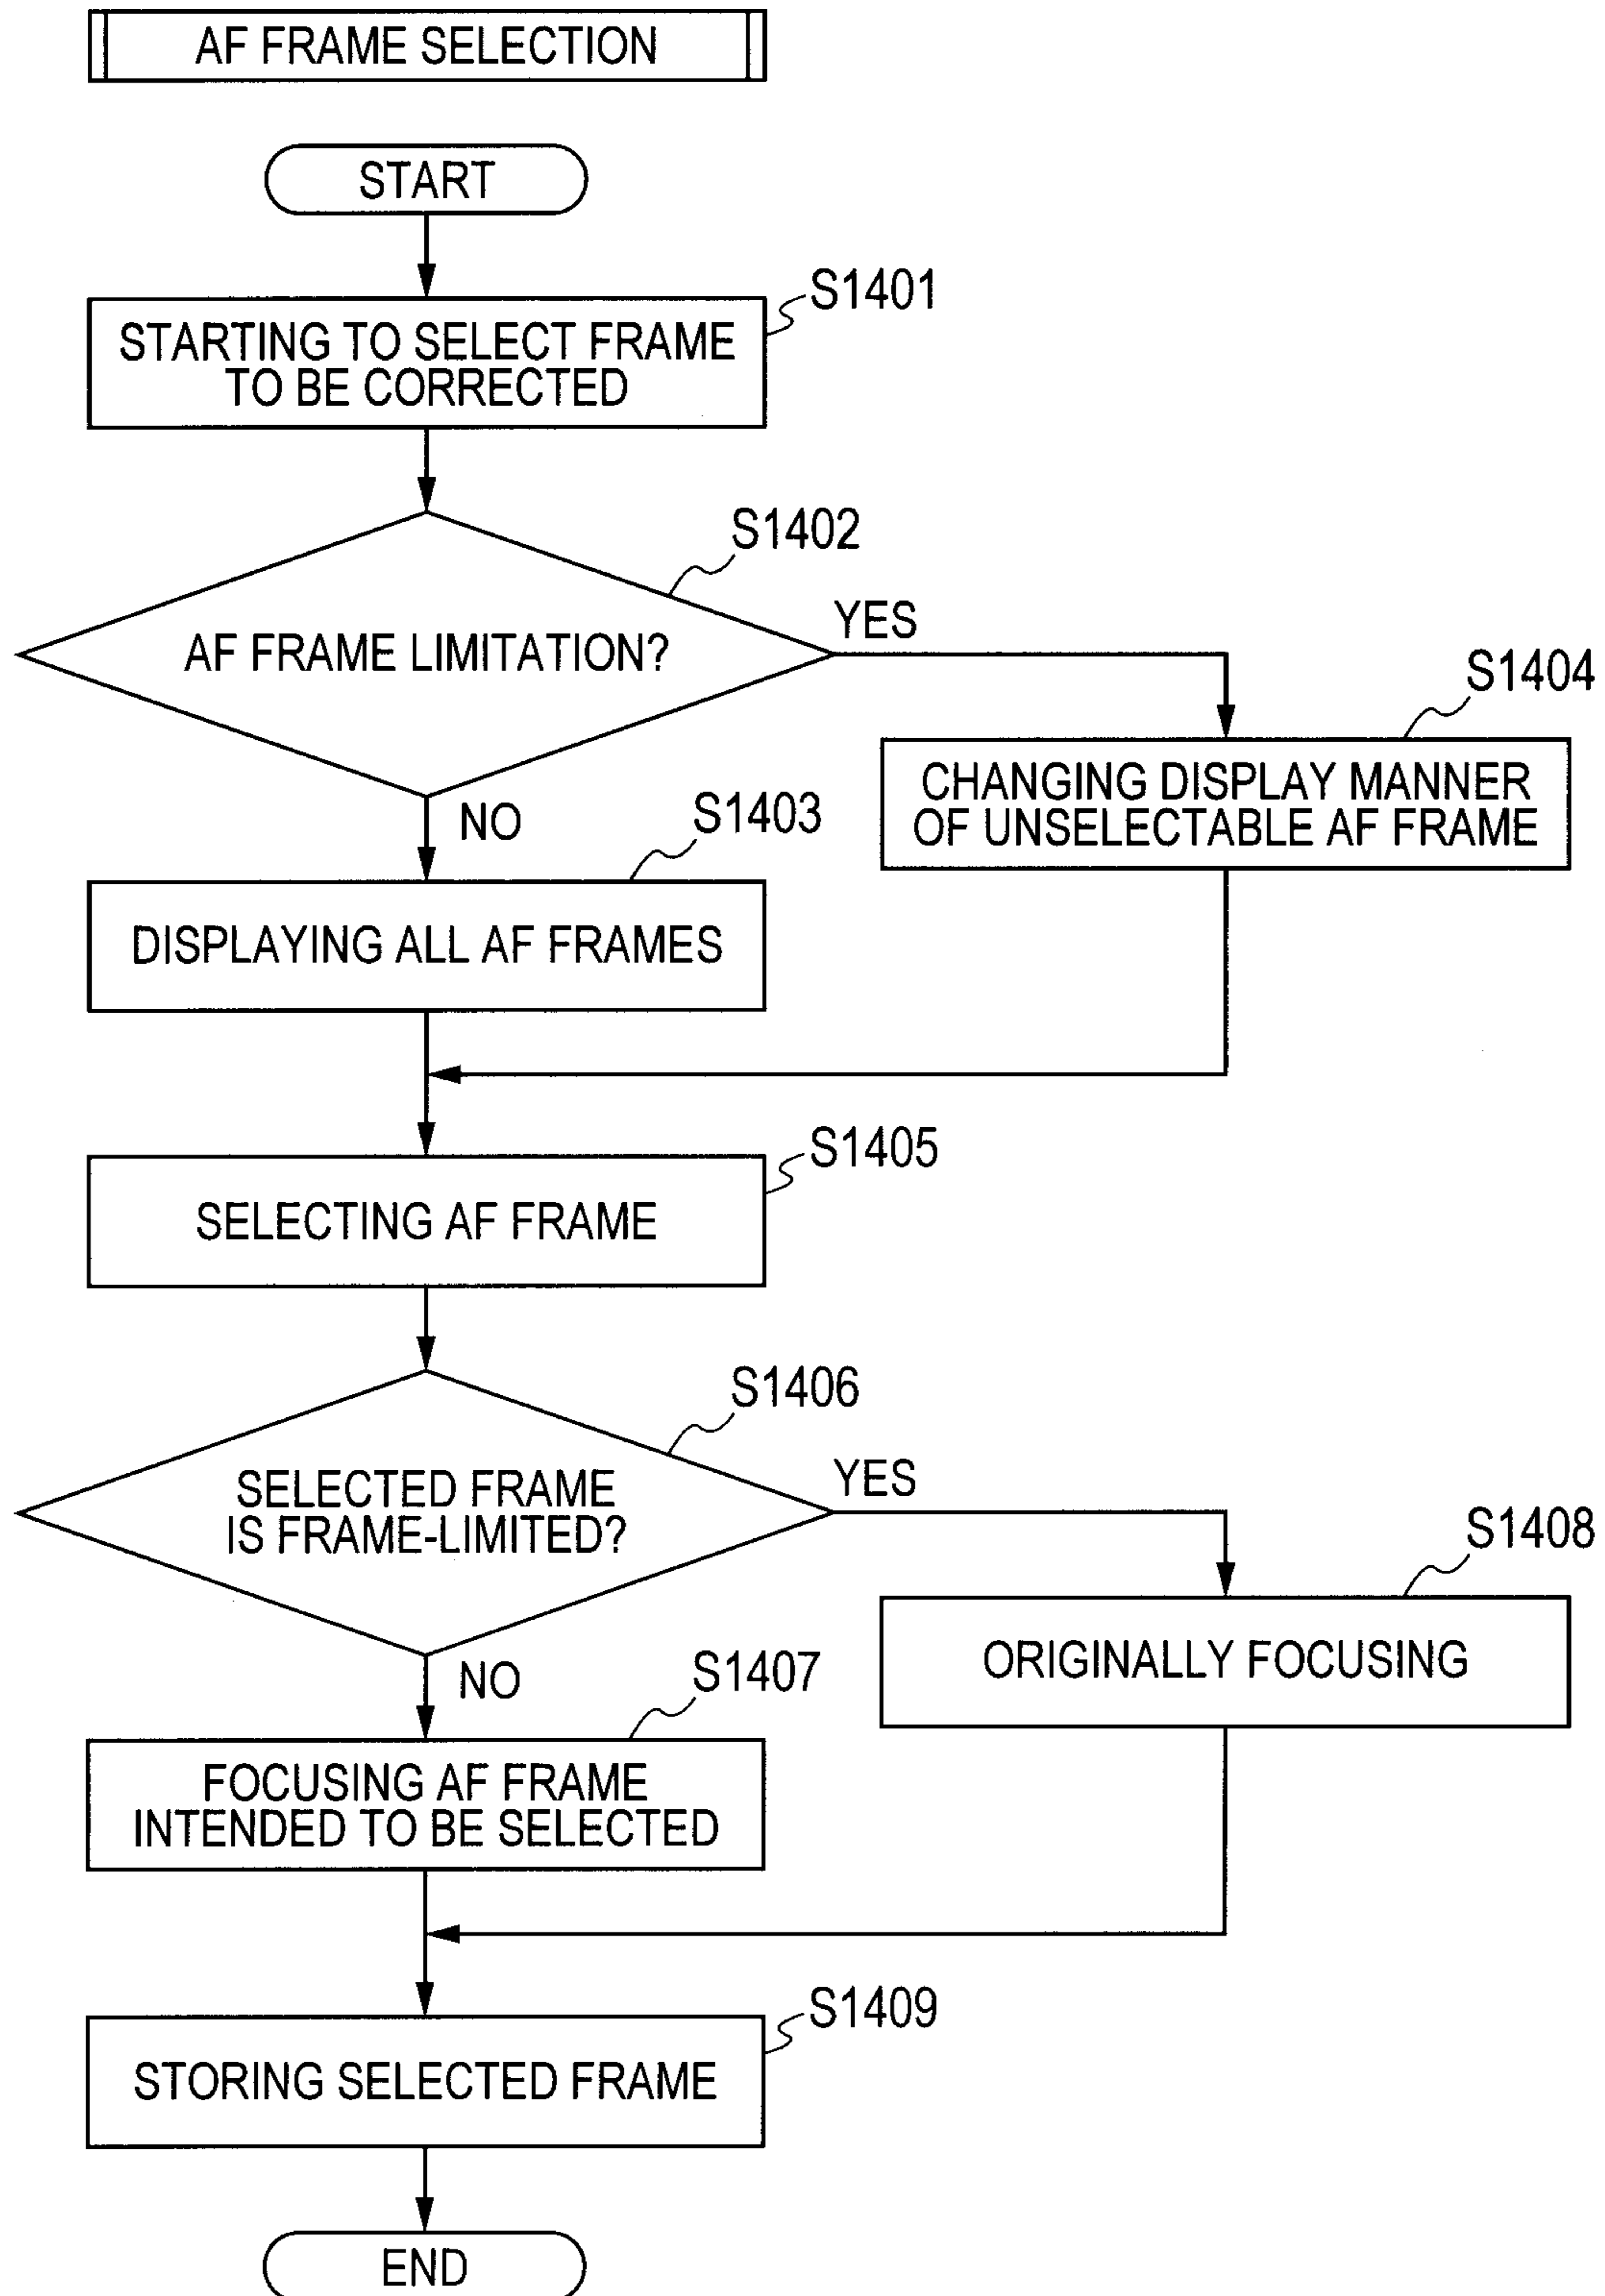 AF FRAME SELECTION
START
S1401
STARTING TO SELECT FRAME
TO BE CORRECTED
S1402
AF FRAME LIMITATION?
YES
S1404
CHANGING DISPLAY MANNER
OF UNSELECTABLE AF FRAME
NO
S1403
DISPLAYING ALL AF FRAMES
S1405
SELECTING AF FRAME
S1406
SELECTED FRAME
IS FRAME-LIMITED?
YES
S1408
ORIGINALLY FOCUSING
NO
S1407
FOCUSING AF FRAME
INTENDED TO BE SELECTED
S1409
STORING SELECTED FRAME
END